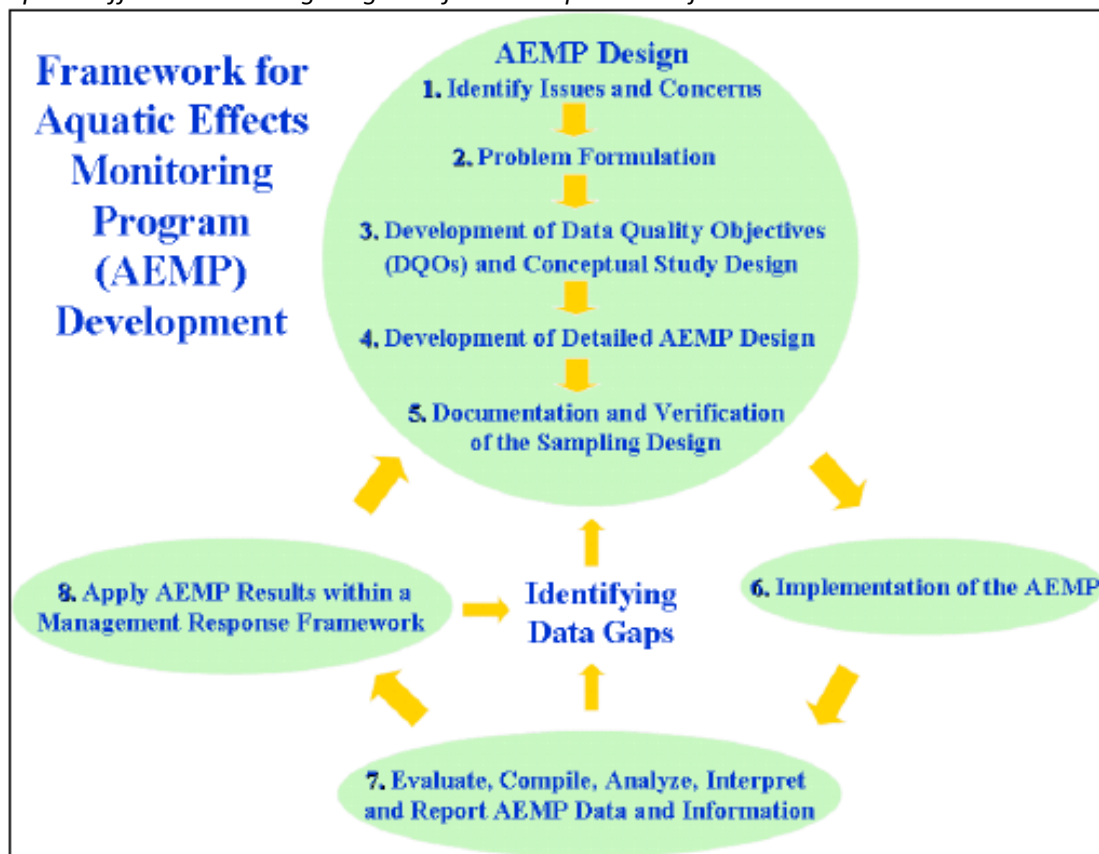 Framework for
Aquatic Effects
Monitoring
Program
(AEMP)
Development
AEMP Design
1. Identify Issues and Concerns
2. Problem Formulation
3. Development of Data Quality Objectives
(DQOs) and Conceptual Study Design
4. Development of Detailed AEMP Design
5. Documentation and Verification
of the Sampling Design
6. Implementation of the AEMP
7. Evaluate, Compile, Analyze, Interpret
and Report AEMP Data and Information
8. Apply AEMP Results within a
Management Response Framework
Identifying
Data Gaps